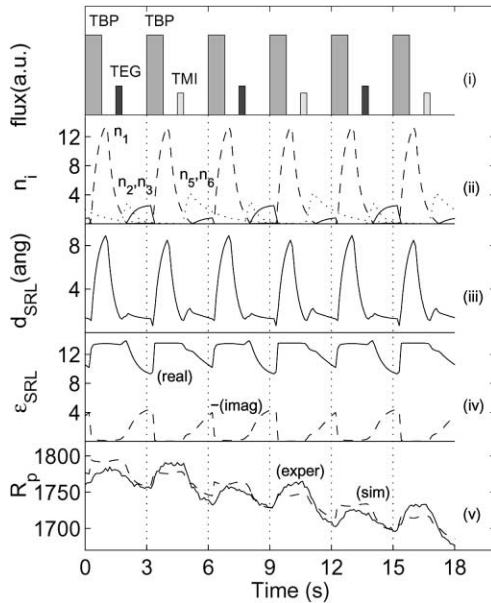 flux(a.u.)
TBP
TBP
TEG
TMI
(i)
n_i
12
8
4
0
n_1
n_2,n_3
n_5,n_6
(ii)
d_SRL(ang)
8
4
(iii)
ε_SRL
12
8
4
(real)
-(imag)
(iv)
R_p
1800
1750
1700
(exper)
(sim)
(v)
0 3 6 9 12 15 18
Time (s)